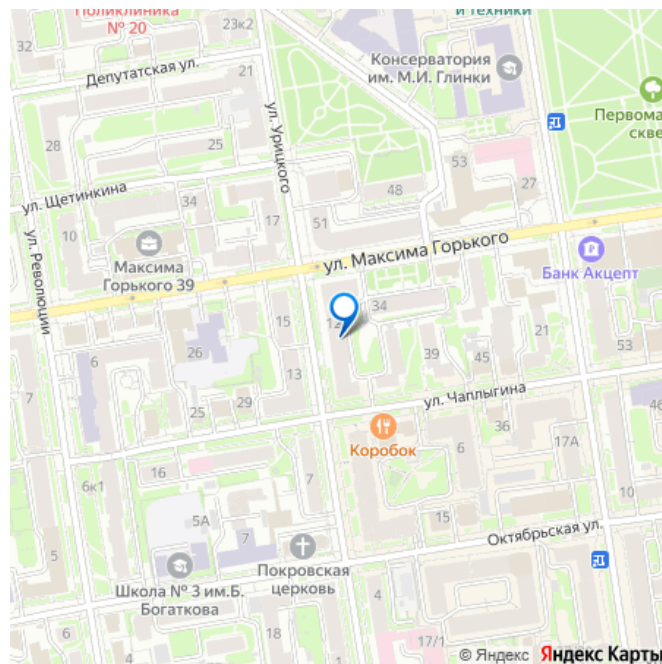 Поликлиника
№ 20
и техники
23к2
32
Депутатская ул.
21
Консерватория
им. М.И. Глинки
Первома
скве
28
ул. Урицкого
53
27
ул. Щетинкина
34
48
17
51
10
ул. Революции
Максима
Горького 39
ул. Максима Горького
Банк Акцепт
34
15
12
21
6
26
39
45
53
13
7
25
29
ул. Чаплыгина
46
36
Коробок
6
17А
16
7
6к1
10
5А
15
Октябрьская ул.
7
5
Покровская
церковь
Школа № 3 им.Б.
Богаткова
4
18
17/1
© Яндекс Яндекс Карты